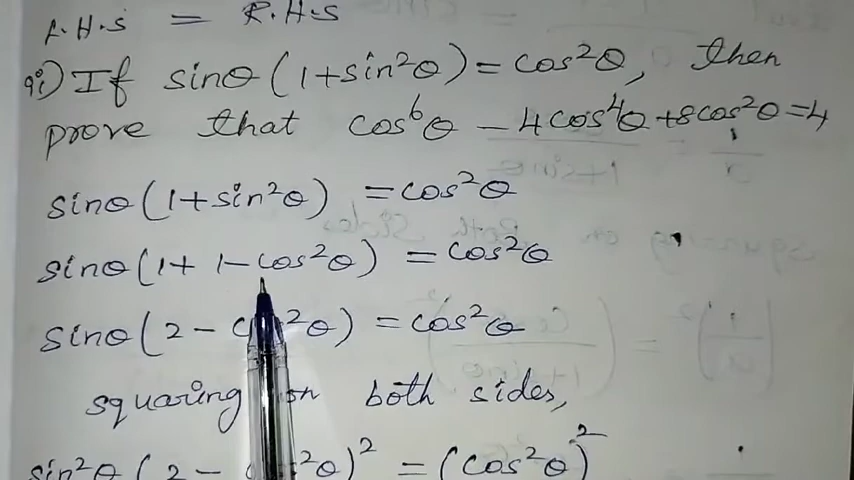 L.H.S = R.H.S
9i) If sinθ(1+sin²θ) = cos²θ, then
prove that cos⁶θ - 4cos⁴θ+8cos²θ=4
sinθ(1+sin²θ) = cos²θ
sinθ(1+ 1-cos²θ) = cos²θ
sinθ(2 - cos²θ) = cos²θ
squaring on both sides,
sin²θ(2 - cos²θ)² = (cos²θ)²